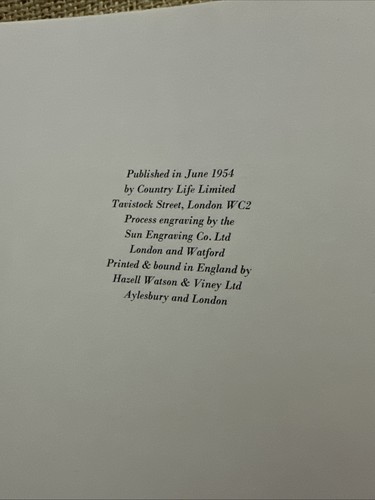 Published in June 1954
by Country Life Limited
Tavistock Street, London WC2
Process engraving by the
Sun Engraving Co. Ltd
London and Watford
Printed & bound in England by
Hazell Watson & Viney Ltd
Aylesbury and London